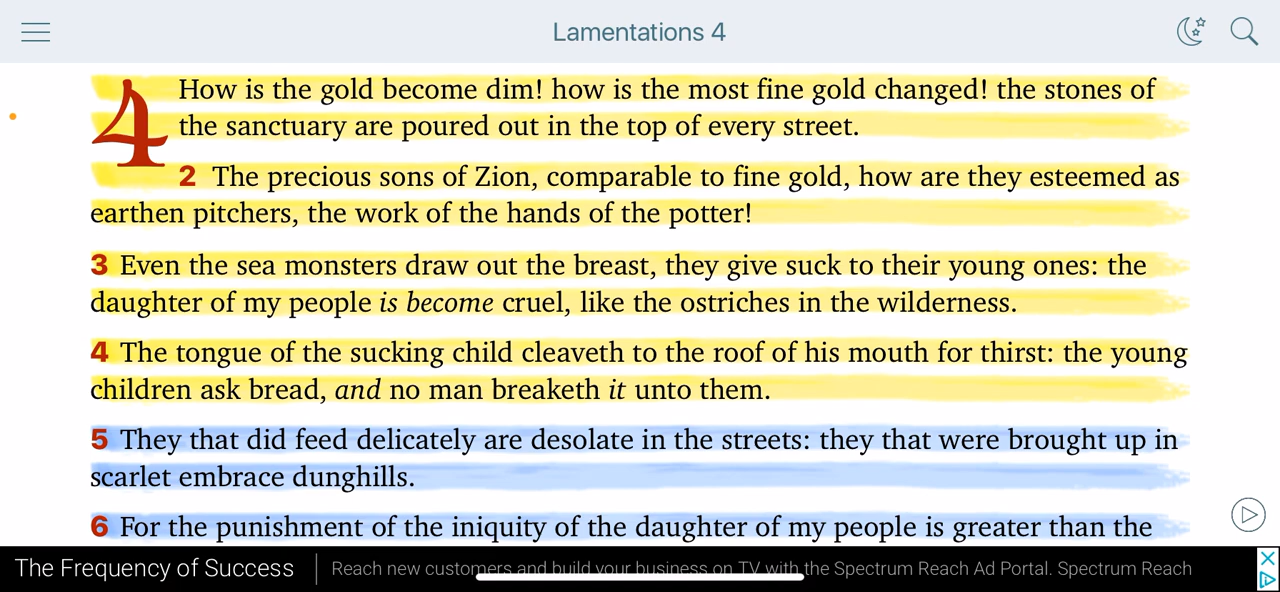 Lamentations 4
4 How is the gold become dim! how is the most fine gold changed! the stones of
the sanctuary are poured out in the top of every street.
2 The precious sons of Zion, comparable to fine gold, how are they esteemed as
earthen pitchers, the work of the hands of the potter!
3 Even the sea monsters draw out the breast, they give suck to their young ones: the
daughter of my people is become cruel, like the ostriches in the wilderness.
4 The tongue of the sucking child cleaveth to the roof of his mouth for thirst: the young
children ask bread, and no man breaketh it unto them.
5 They that did feed delicately are desolate in the streets: they that were brought up in
scarlet embrace dunghills.
6 For the punishment of the iniquity of the daughter of my people is greater than the
The Frequency of Success Reach new customers and build your business on TV with the Spectrum Reach Ad Portal. Spectrum Reach